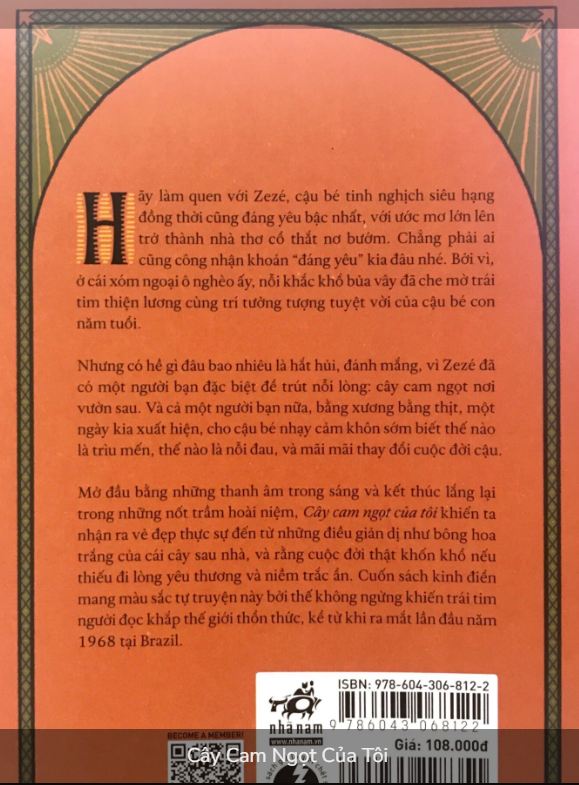 Hãy làm quen với Zezé, cậu bé tinh nghịch siêu hạng
đồng thời cũng đáng yêu bậc nhất, với ước mơ lớn lên
trở thành nhà thơ cổ thắt nơ bướm. Chẳng phải ai
cũng công nhận khoản “đáng yêu” kia đâu nhé. Bởi vì,
ở cái xóm ngoại ô nghèo ấy, nỗi khắc khổ bủa vây đã che mờ trái
tim thiện lương cùng trí tưởng tượng tuyệt vời của cậu bé con
năm tuổi.
Nhưng có hề gì đâu bao nhiêu là hắt hủi, đánh mắng, vì Zezé đã
có một người bạn đặc biệt để trút nỗi lòng: cây cam ngọt nơi
vườn sau. Và cả một người bạn nữa, bằng xương bằng thịt, một
ngày kia xuất hiện, cho cậu bé nhạy cảm khôn sớm biết thế nào
là trìu mến, thế nào là nỗi đau, và mãi mãi thay đổi cuộc đời cậu.
Mở đầu bằng những thanh âm trong sáng và kết thúc lắng lại
trong những nốt trầm hoài niệm, Cây cam ngọt của tôi khiến ta
nhận ra vẻ đẹp thực sự đến từ những điều giản dị như bông hoa
trắng của cái cây sau nhà, và rằng cuộc đời thật khốn khổ nếu
thiếu đi lòng yêu thương và niềm trắc ẩn. Cuốn sách kinh điển
mang màu sắc tự truyện này bởi thế không ngừng khiến trái tim
người đọc khắp thế giới thổn thức, kể từ khi ra mắt lần đầu năm
1968 tại Brazil.
ISBN: 978-604-306-812-2
nhã nam
9 786043 068122
www.nhanam.vn
Giá: 108.000đ
BECOME A MEMBER!
Cây Cam Ngọt Của Tôi